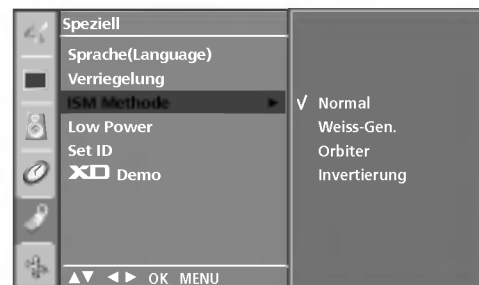 Speziell
Sprache(Language)
Verriegelung
ISM Methode ►
Low Power
Set ID
XD Demo
√ Normal
Weiss-Gen.
Orbiter
Invertierung
▲▼ ◄► OK MENU